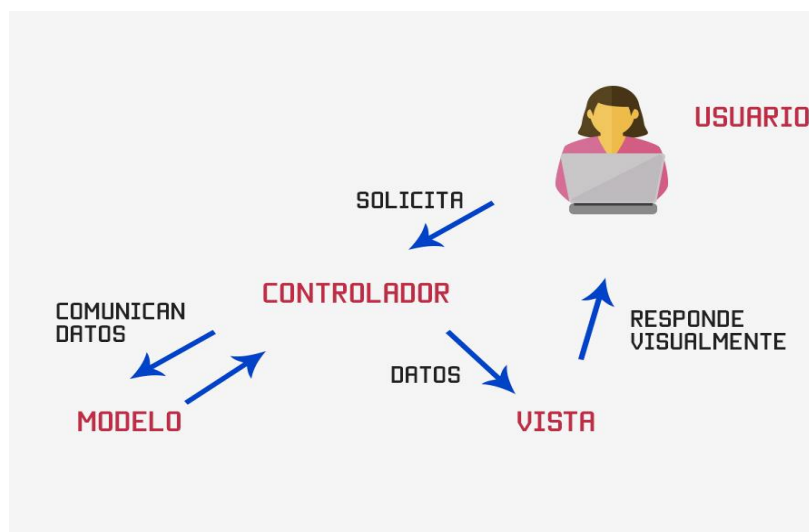 USUARIO
SOLICITA
CONTROLADOR
COMUNICAN
DATOS
RESPONDE
VISUALMENTE
DATOS
MODELO
VISTA